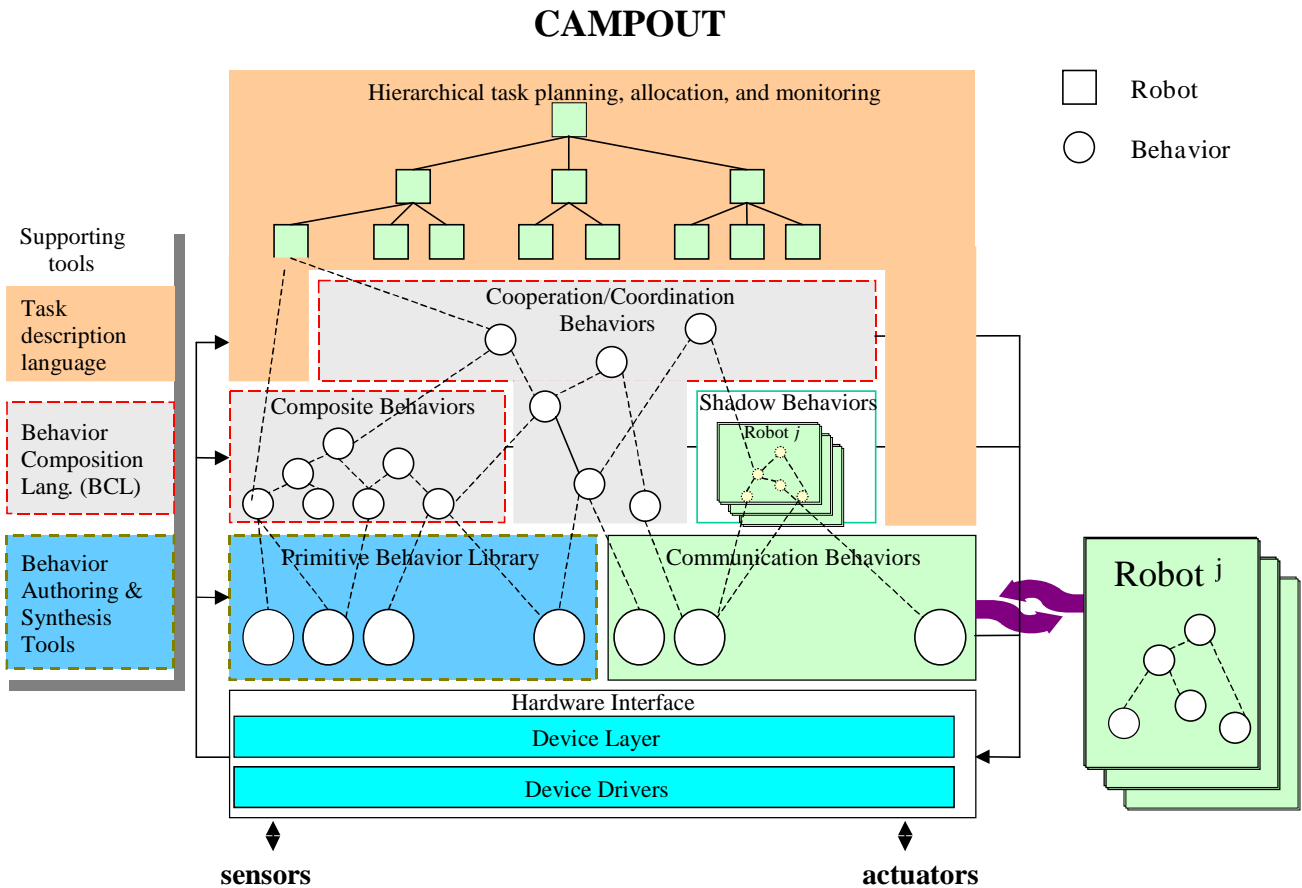 CAMPOUT
Hierarchical task planning, allocation, and monitoring
Robot
Behavior
Supporting
tools
Task
description
language
Behavior
Composition
Lang. (BCL)
Behavior
Authoring &
Synthesis
Tools
Cooperation/Coordination
Behaviors
Composite Behaviors
Shadow Behaviors
Robot j
Primitive Behavior Library
Communication Behaviors
Robot j
Hardware Interface
Device Layer
Device Drivers
sensors
actuators